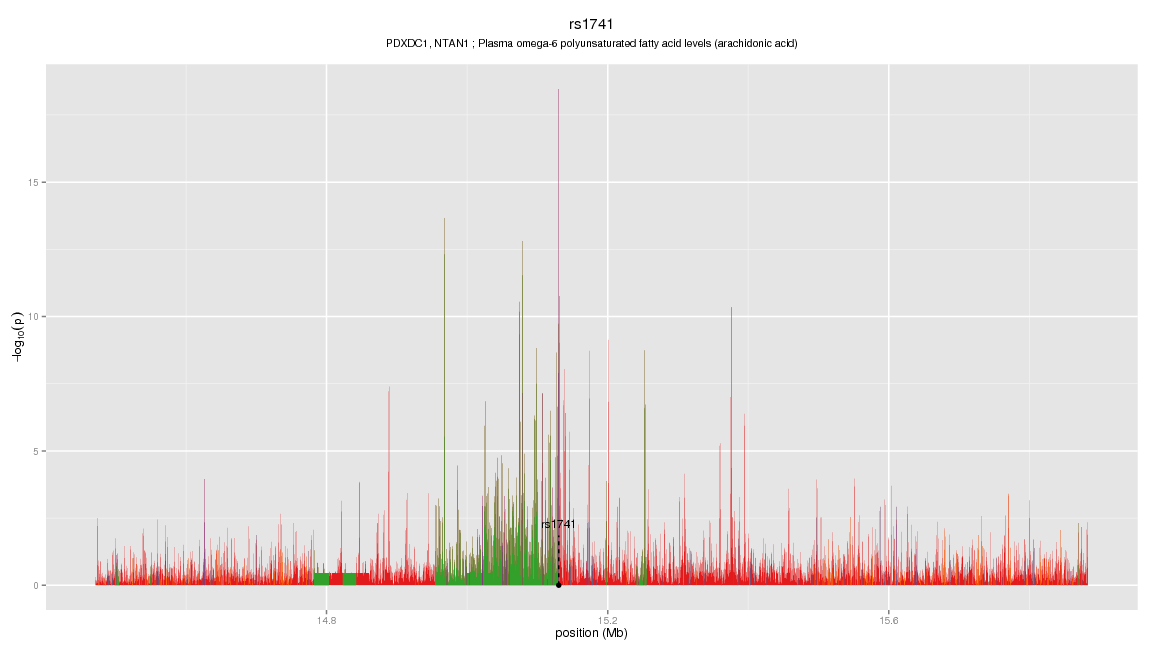 rs1741
PDXDC1, NTAN1 ; Plasma omega-6 polyunsaturated fatty acid levels (arachidonic acid)
15
10
5
0
−log10(p)
rs1741
14.8
15.2
15.6
position (Mb)